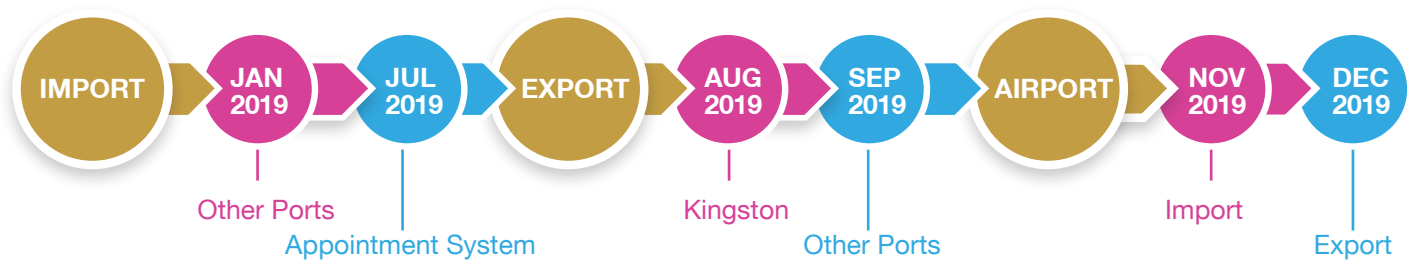 IMPORT
JAN
2019
JUL
2019
EXPORT
AUG
2019
SEP
2019
AIRPORT
NOV
2019
DEC
2019
Other Ports
Appointment System
Kingston
Other Ports
Import
Export